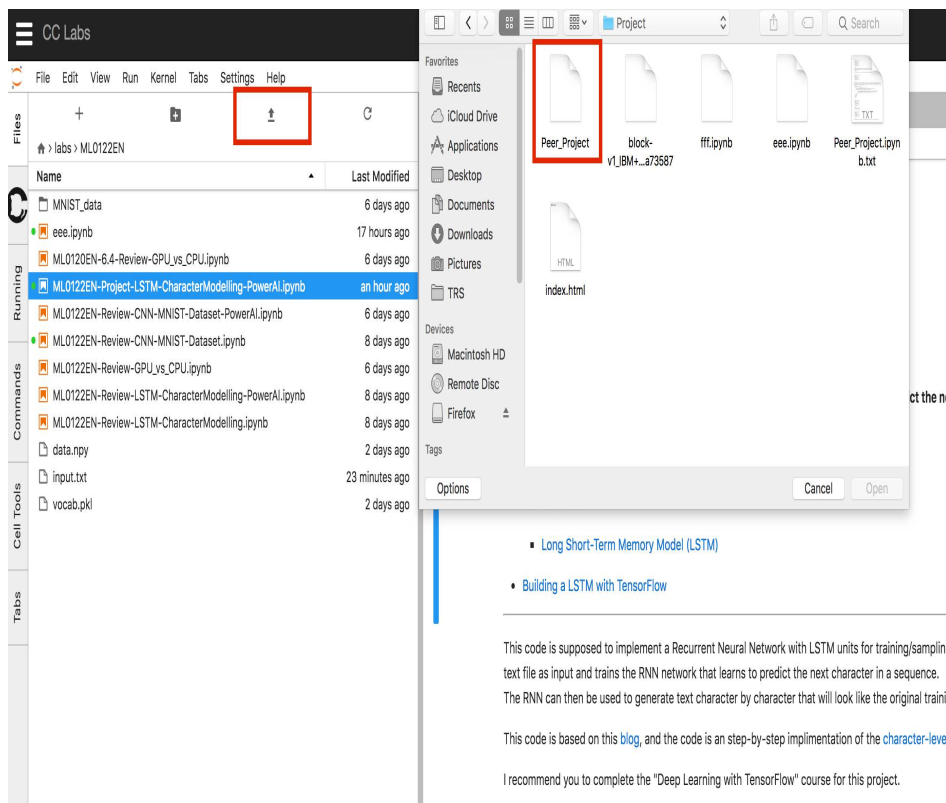 CC Labs
File Edit View Run Kernel Tabs Settings Help
Files
Running
Commands
Cell Tools
Tabs
> labs > ML0122EN
Name Last Modified
MNIST_data 6 days ago
eee.ipynb 17 hours ago
ML0120EN-6.4-Review-GPU_vs_CPU.ipynb 6 days ago
ML0122EN-Project-LSTM-CharacterModelling-PowerAI.ipynb an hour ago
ML0122EN-Review-CNN-MNIST-Dataset-PowerAI.ipynb 6 days ago
ML0122EN-Review-CNN-MNIST-Dataset.ipynb 8 days ago
ML0122EN-Review-GPU_vs_CPU.ipynb 6 days ago
ML0122EN-Review-LSTM-CharacterModelling-PowerAI.ipynb 8 days ago
ML0122EN-Review-LSTM-CharacterModelling.ipynb 8 days ago
data.npy 2 days ago
input.txt 23 minutes ago
vocab.pkl 2 days ago
Project
Search
Favorites
Recents
iCloud Drive
Applications
Desktop
Documents
Downloads
Pictures
TRS
Devices
Macintosh HD
Remote Disc
Firefox
Tags
TXT
Peer_Project block- fff.ipynb eee.ipynb Peer_Project.ipyn
v1_IBM+...a73587 b.txt
HTML
index.html
Options Cancel Open
ct the
Long Short-Term Memory Model (LSTM)
Building a LSTM with TensorFlow
This code is supposed to implement a Recurrent Neural Network with LSTM units for training/samplin
text file as input and trains the RNN network that learns to predict the next character in a sequence.
The RNN can then be used to generate text character by character that will look like the original traini
This code is based on this blog, and the code is an step-by-step implimentation of the character-leve
I recommend you to complete the "Deep Learning with TensorFlow" course for this project.